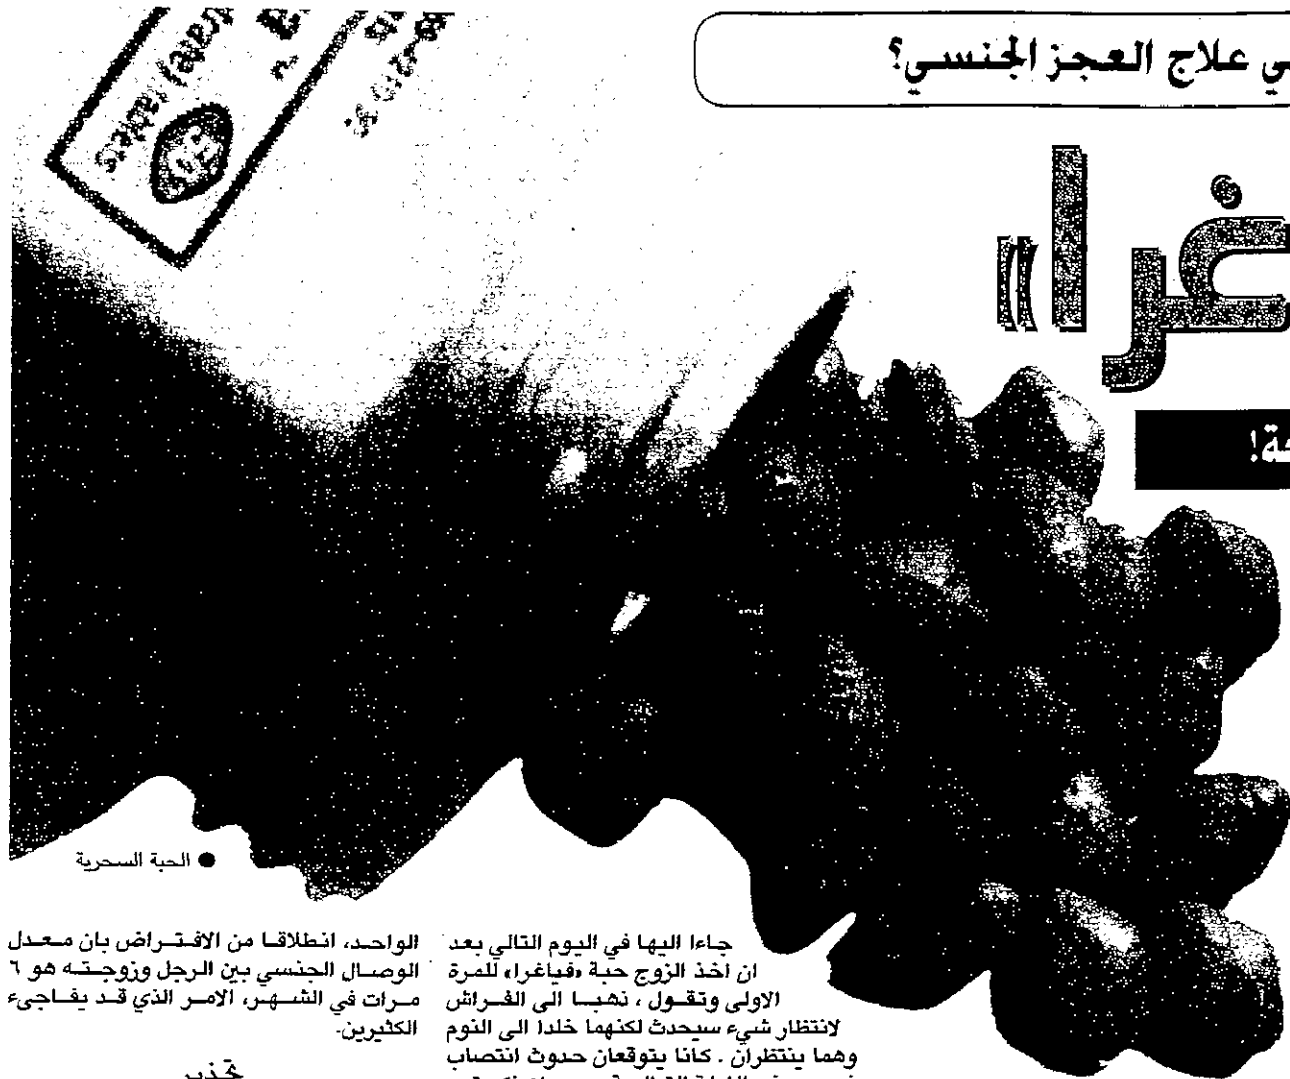 ي علاج العجز الجنسي؟
غرا»
ة!
● الحبة السحرية
جاءا اليها في اليوم التالي بعد
ان اخذ الزوج حبة «فياغرا» للمرة
الاولى وتقول ، ذهبا الى الفراش
لانتظار شيء سيحدث لكنهما خلدا الى النوم
وهما ينتظران . كانا يتوقعان حدوث انتصاب
الواحد، انطلاقا من الافتراض بان معدل
الوصال الجنسي بين الرجل وزوجته هو ٦
مرات في الشهر، الامر الذي قد يفاجىء
الكثيرين.
تحذير